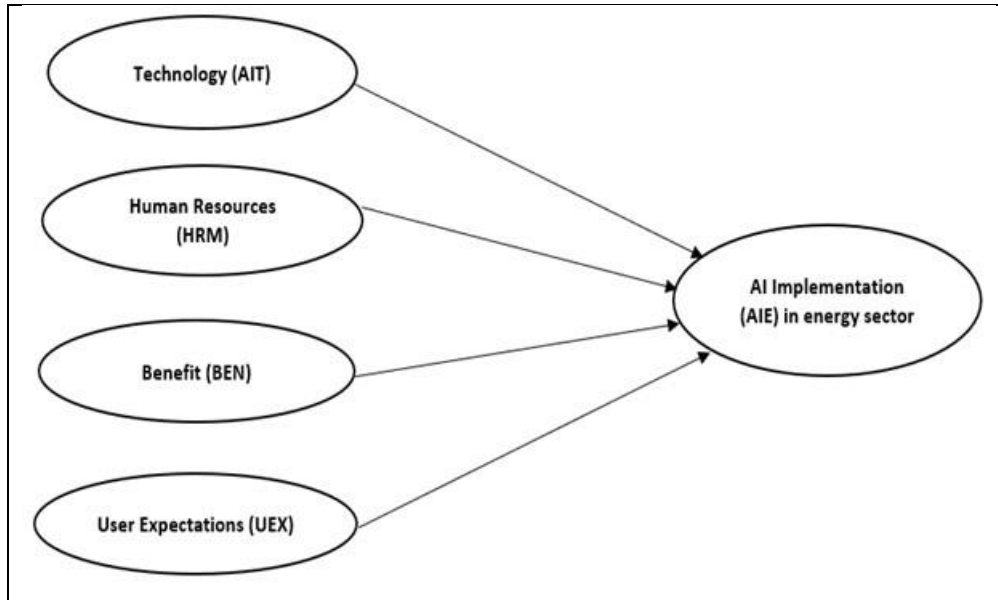 Technology (AIT)
Human Resources
(HRM)
Benefit (BEN)
User Expectations (UEX)
AI Implementation
(AIE) in energy sector